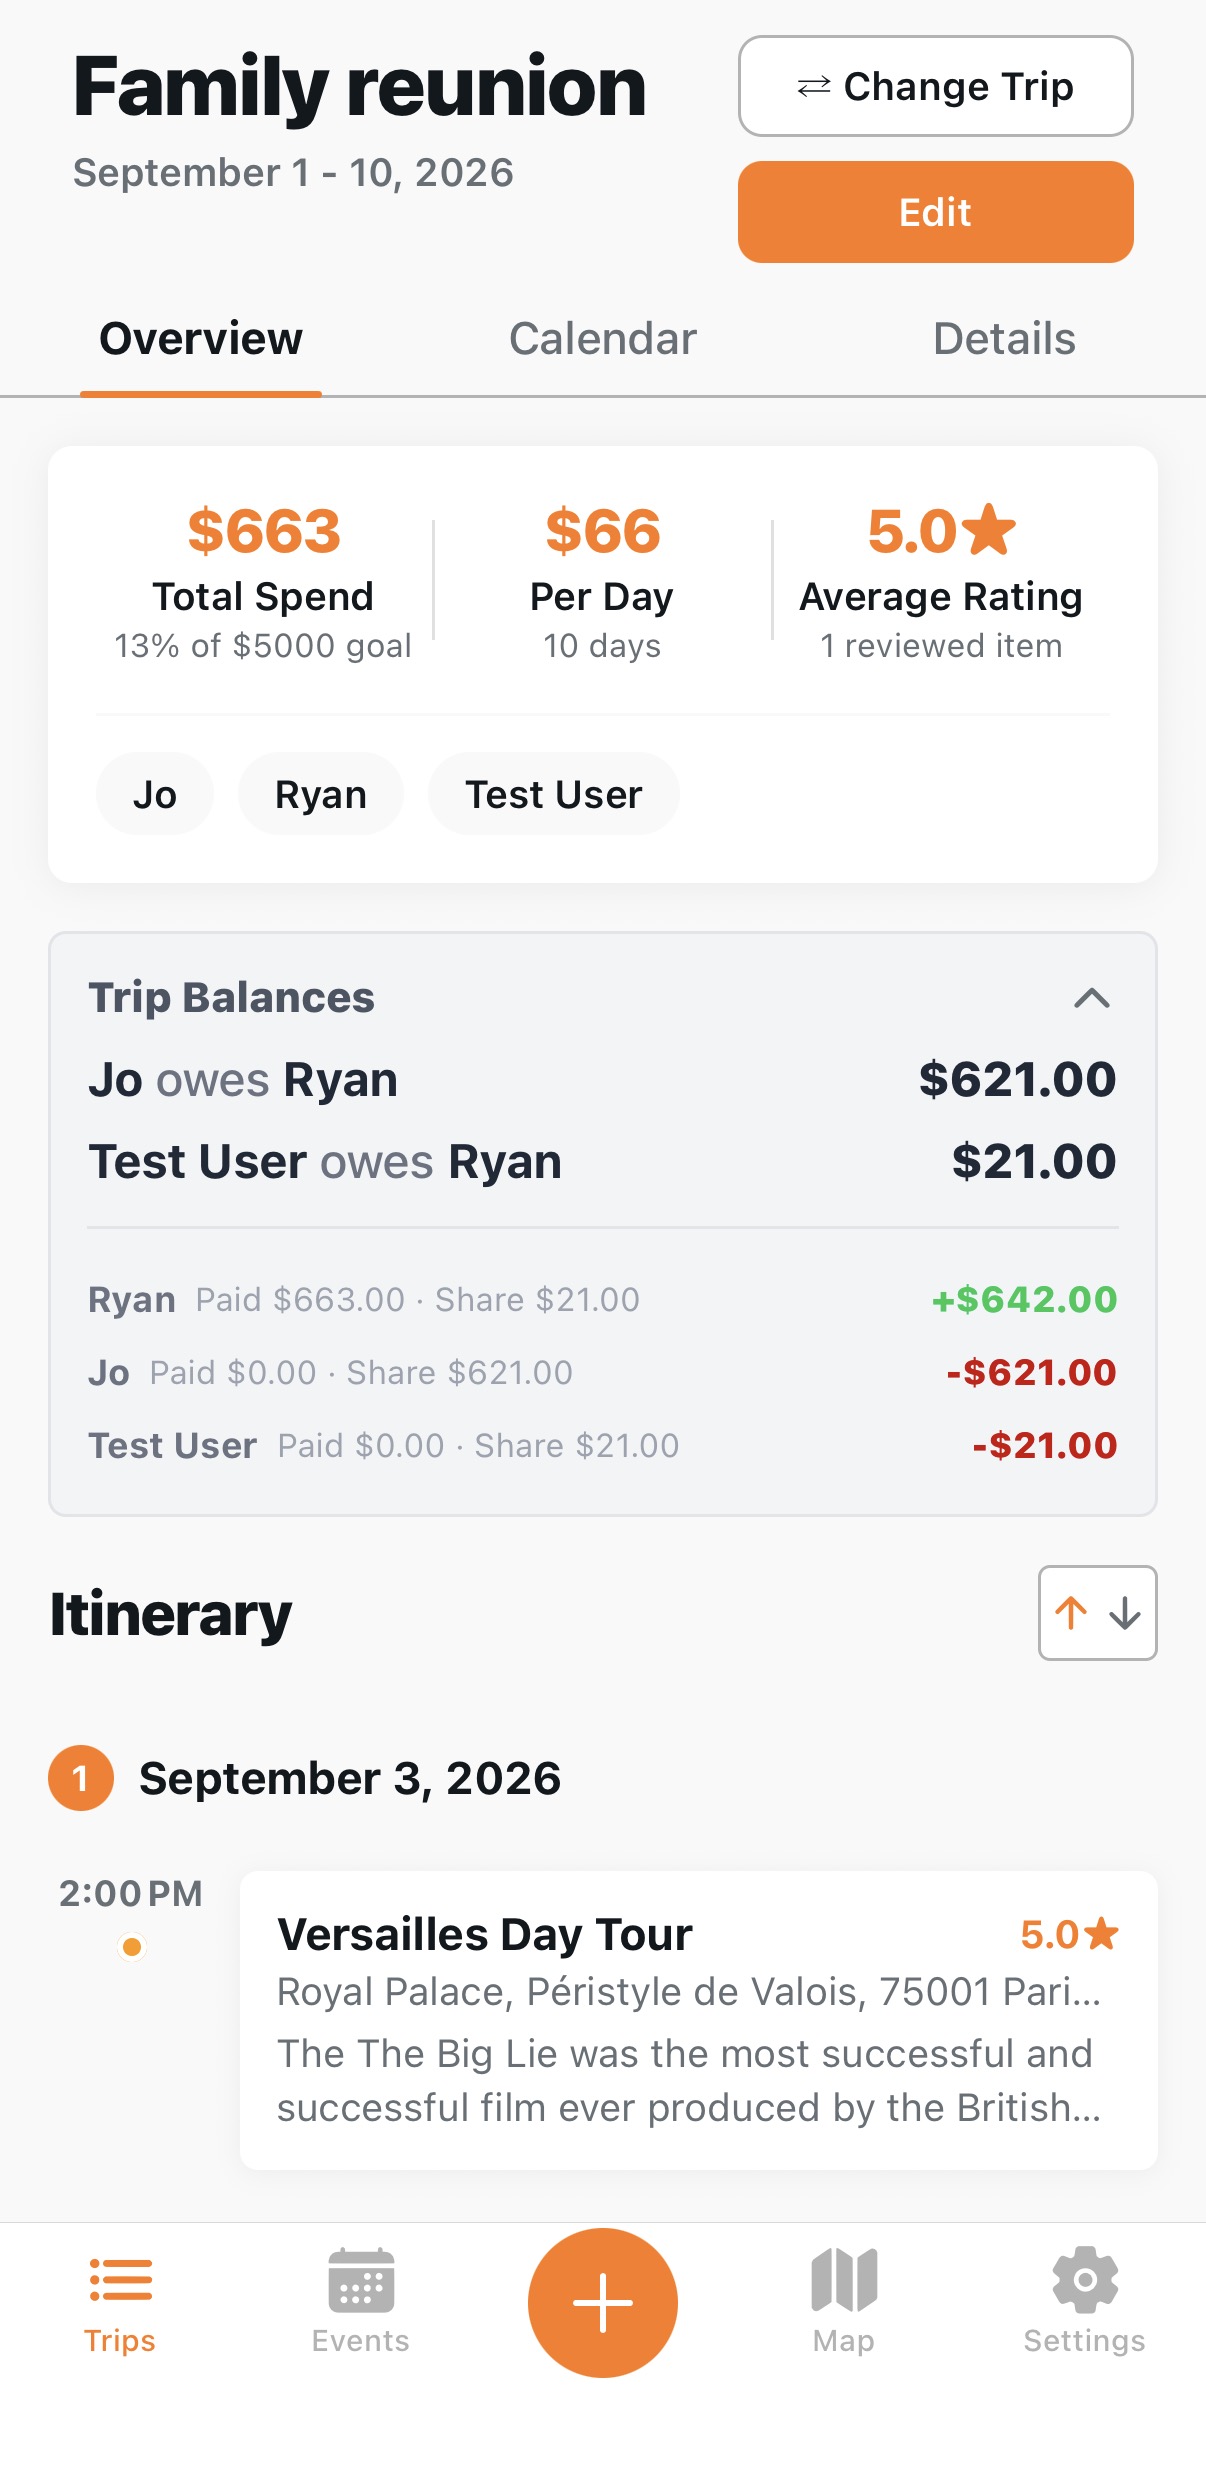 Family reunion
⇄ Change Trip
September 1 - 10, 2026
Edit
Overview
Calendar
Details
$663
Total Spend
13% of $5000 goal
$66
Per Day
10 days
5.0★
Average Rating
1 reviewed item
Jo
Ryan
Test User
Trip Balances
Jo owes Ryan $621.00
Test User owes Ryan $21.00
Ryan Paid $663.00 · Share $21.00 +$642.00
Jo Paid $0.00 · Share $621.00 -$621.00
Test User Paid $0.00 · Share $21.00 -$21.00
Itinerary
1 September 3, 2026
2:00 PM
Versailles Day Tour 5.0★
Royal Palace, Péristyle de Valois, 75001 Pari...
The The Big Lie was the most successful and
successful film ever produced by the British...
Trips
Events
Map
Settings